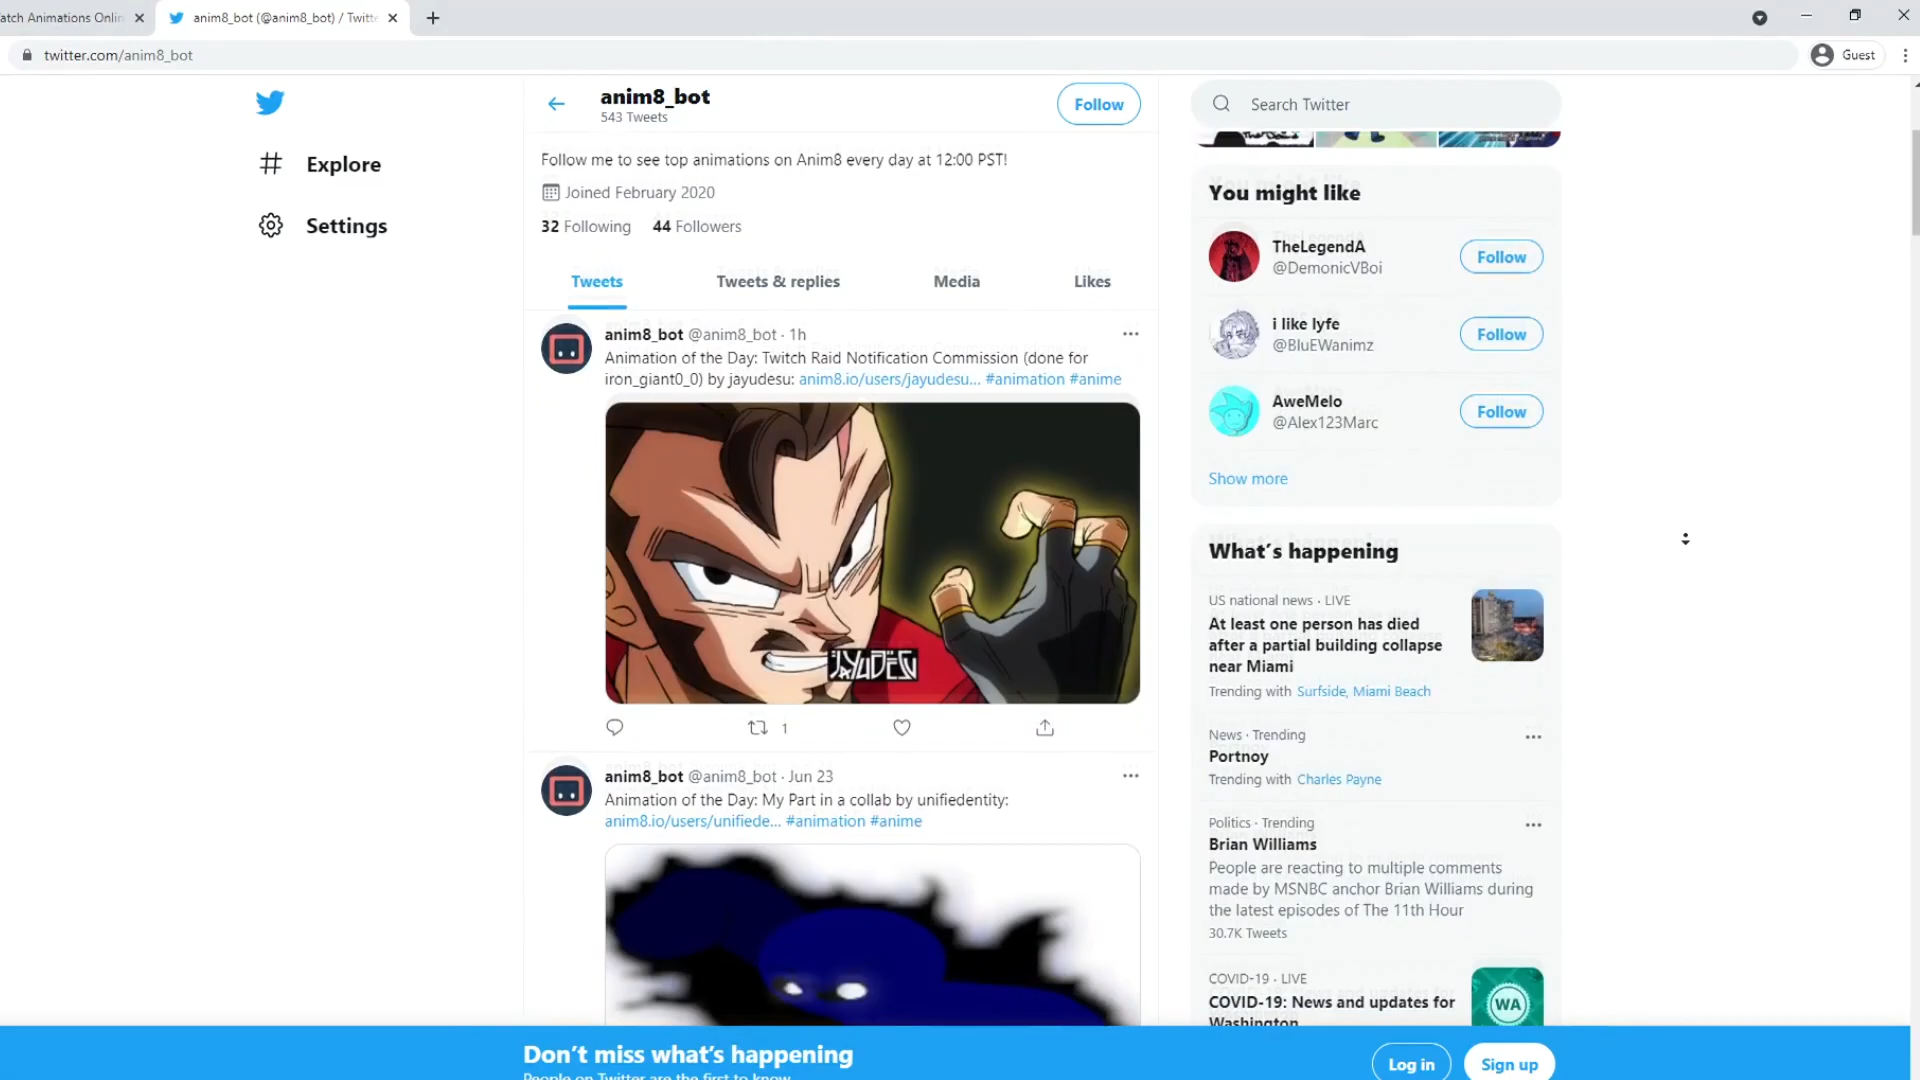 atch Animations Onlin
anim8_bot (@anim8_bot) / Twitte
twitter.com/anim8_bot
Guest
Explore
Settings
anim8_bot
543 Tweets
Follow
Follow me to see top animations on Anim8 every day at 12:00 PST!
Joined February 2020
32 Following 44 Followers
Tweets Tweets & replies Media Likes
anim8_bot @anim8_bot · 1h
Animation of the Day: Twitch Raid Notification Commission (done for
iron_giant0_0) by jayudesu: anim8.io/users/jayudesu... #animation #anime
JAYUDESU
1
anim8_bot @anim8_bot · Jun 23
Animation of the Day: My Part in a collab by unifiedentity:
anim8.io/users/unifiede... #animation #anime
Search Twitter
You might like
TheLegendA
@DemonicVBoi
Follow
i like lyfe
@BluEWanimz
Follow
AweMelo
@Alex123Marc
Follow
Show more
What's happening
US national news · LIVE
At least one person has died
after a partial building collapse
near Miami
Trending with Surfside, Miami Beach
News · Trending
Portnoy
Trending with Charles Payne
Politics · Trending
Brian Williams
People are reacting to multiple comments
made by MSNBC anchor Brian Williams during
the latest episodes of The 11th Hour
30.7K Tweets
COVID-19 · LIVE
COVID-19: News and updates for
Washington
WA
Don't miss what's happening
People on Twitter are the first to know.
Log in
Sign up